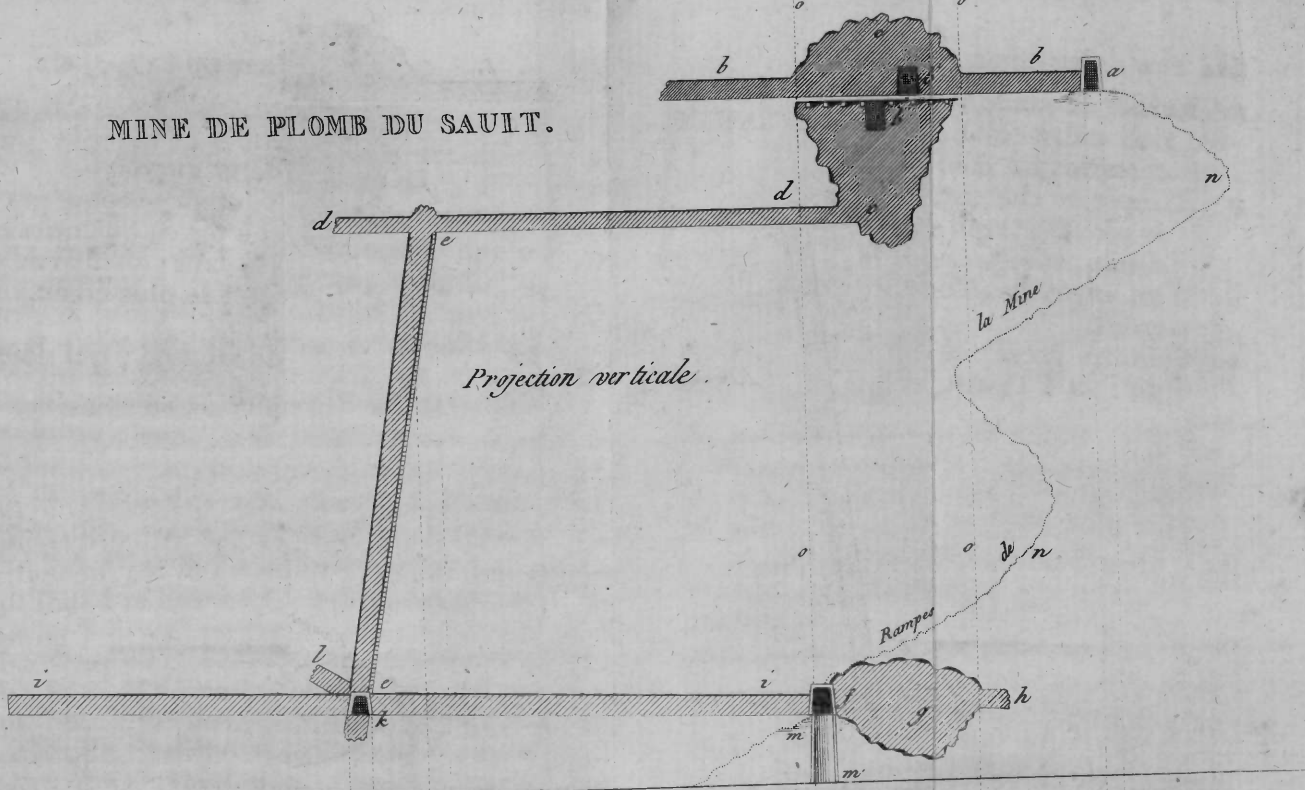 o o
b b a
c
i
MINE DE PLOMB DU SAULT.
k
n
d
d c
e
la Mine
Projection verticale.
o o de n
Rampes
l
i e i f h
k g
m
m